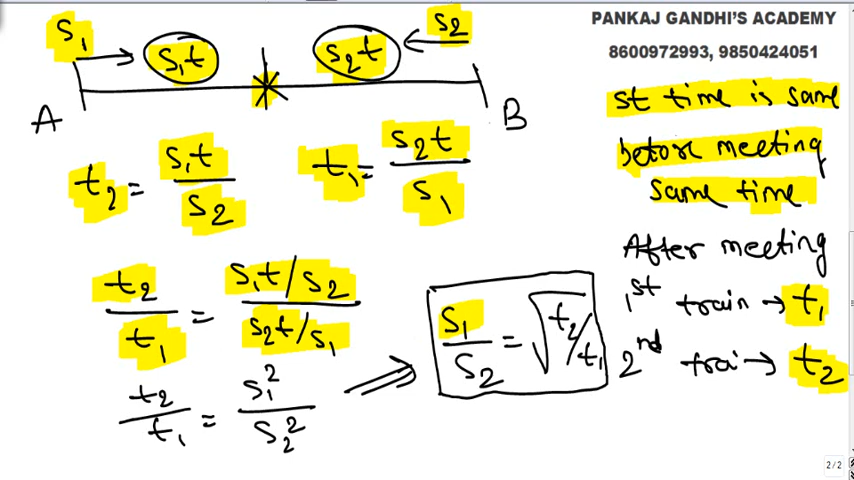 PANKAJ GANDHI'S ACADEMY
8600972993, 9850424051
S₁ → S₁t S₂t ← S₂
A B
st time is same
before meeting
same time
t₂ = S₁t / S₂ t₁ = S₂t / S₁
After meeting
1st train → t₁
2nd trai → t₂
t₂ / t₁ = S₁t/S₂ / S₂t/S₁
t₂ / t₁ = S₁² / S₂² ⇒ S₁ / S₂ = √t₂/t₁
2/2